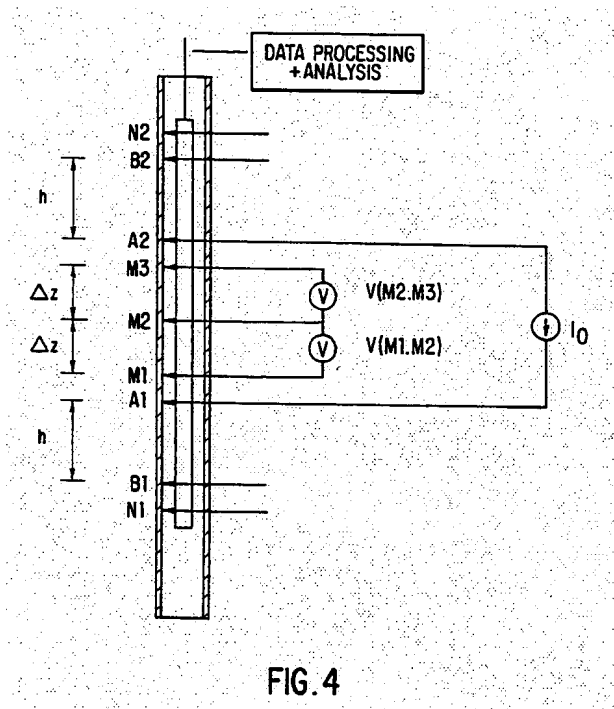 DATA PROCESSING
+ANALYSIS
N2
B2
h
A2
M3
Δz
V(M2.M3)
M2
I0
Δz
V
V
V(M1.M2)
M1
A1
h
B1
N1
FIG. 4